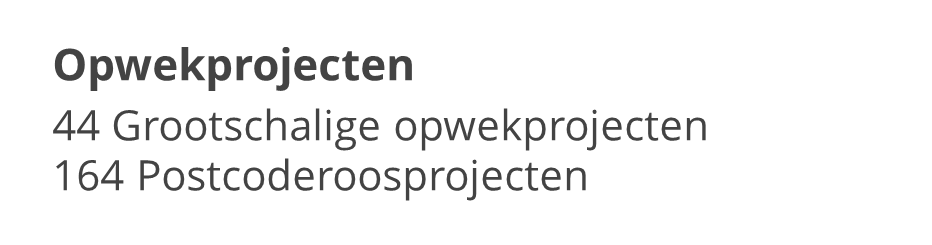 Opwekprojecten
44 Grootschalige opwekprojecten
164 Postcoderoosprojecten